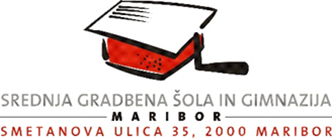 SREDNJA GRADBENA ŠOLA IN GIMNAZIJA
MARIBOR
SMETANOVA ULICA 35, 2000 MARIBOR